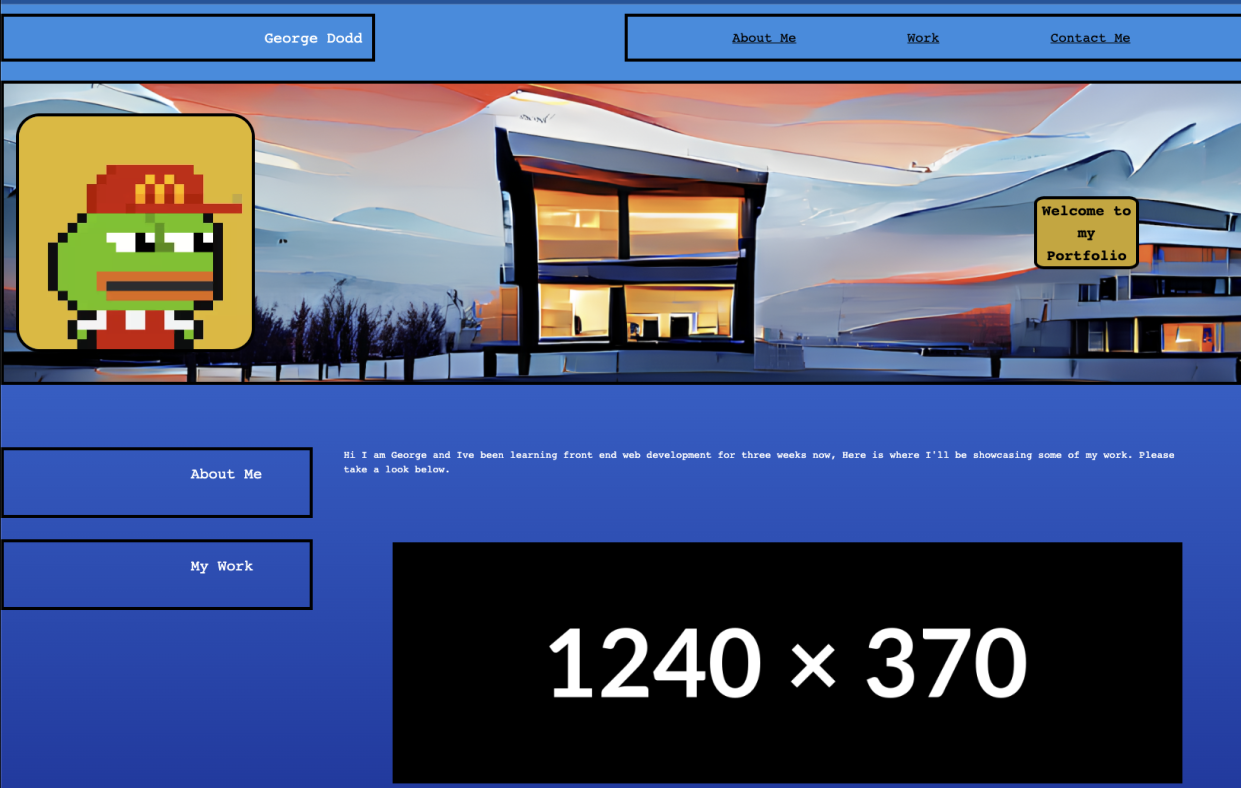 George Dodd
About Me
Work
Contact Me
Welcome to
my
Portfolio
About Me
Hi I am George and Ive been learning front end web development for three weeks now, Here is where I'll be showcasing some of my work. Please
take a look below.
My Work
1240 × 370